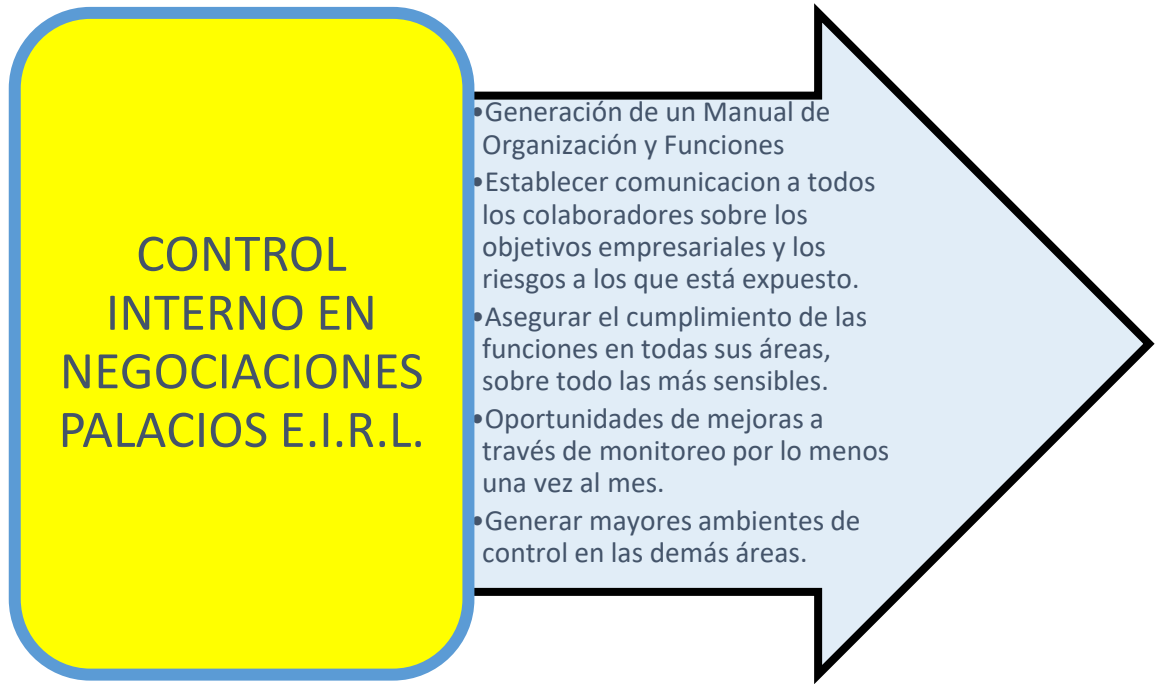 CONTROL
INTERNO EN
NEGOCIACIONES
PALACIOS E.I.R.L.
•Generación de un Manual de
Organización y Funciones
•Establecer comunicacion a todos
los colaboradores sobre los
objetivos empresariales y los
riesgos a los que está expuesto.
•Asegurar el cumplimiento de las
funciones en todas sus áreas,
sobre todo las más sensibles.
•Oportunidades de mejoras a
través de monitoreo por lo menos
una vez al mes.
•Generar mayores ambientes de
control en las demás áreas.